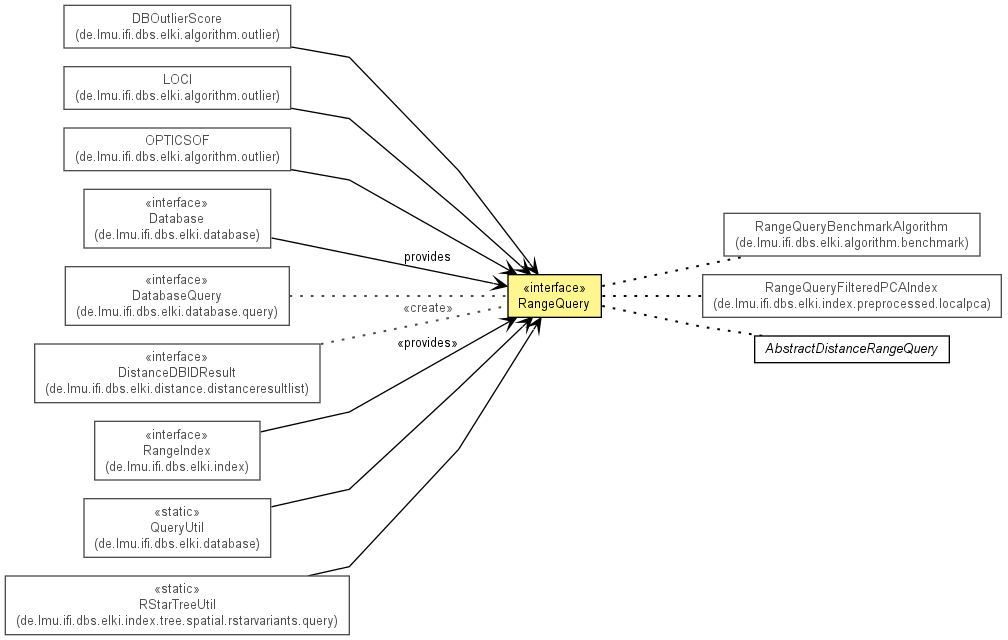 DBOutlierScore
(de.lmu.ifi.dbs.elki.algorithm.outlier)
LOCI
(de.lmu.ifi.dbs.elki.algorithm.outlier)
OPTICSOF
(de.lmu.ifi.dbs.elki.algorithm.outlier)
«interface»
Database
(de.lmu.ifi.dbs.elki.database)
«interface»
DatabaseQuery
(de.lmu.ifi.dbs.elki.database.query)
«interface»
DistanceDBIDResult
(de.lmu.ifi.dbs.elki.distance.distanceresultlist)
«interface»
RangeIndex
(de.lmu.ifi.dbs.elki.index)
«static»
QueryUtil
(de.lmu.ifi.dbs.elki.database)
«static»
RStarTreeUtil
(de.lmu.ifi.dbs.elki.index.tree.spatial.rstarvariants.query)
provides
«create»
«provides»
«interface»
RangeQuery
RangeQueryBenchmarkAlgorithm
(de.lmu.ifi.dbs.elki.algorithm.benchmark)
RangeQueryFilteredPCAIndex
(de.lmu.ifi.dbs.elki.index.preprocessed.localpca)
AbstractDistanceRangeQuery